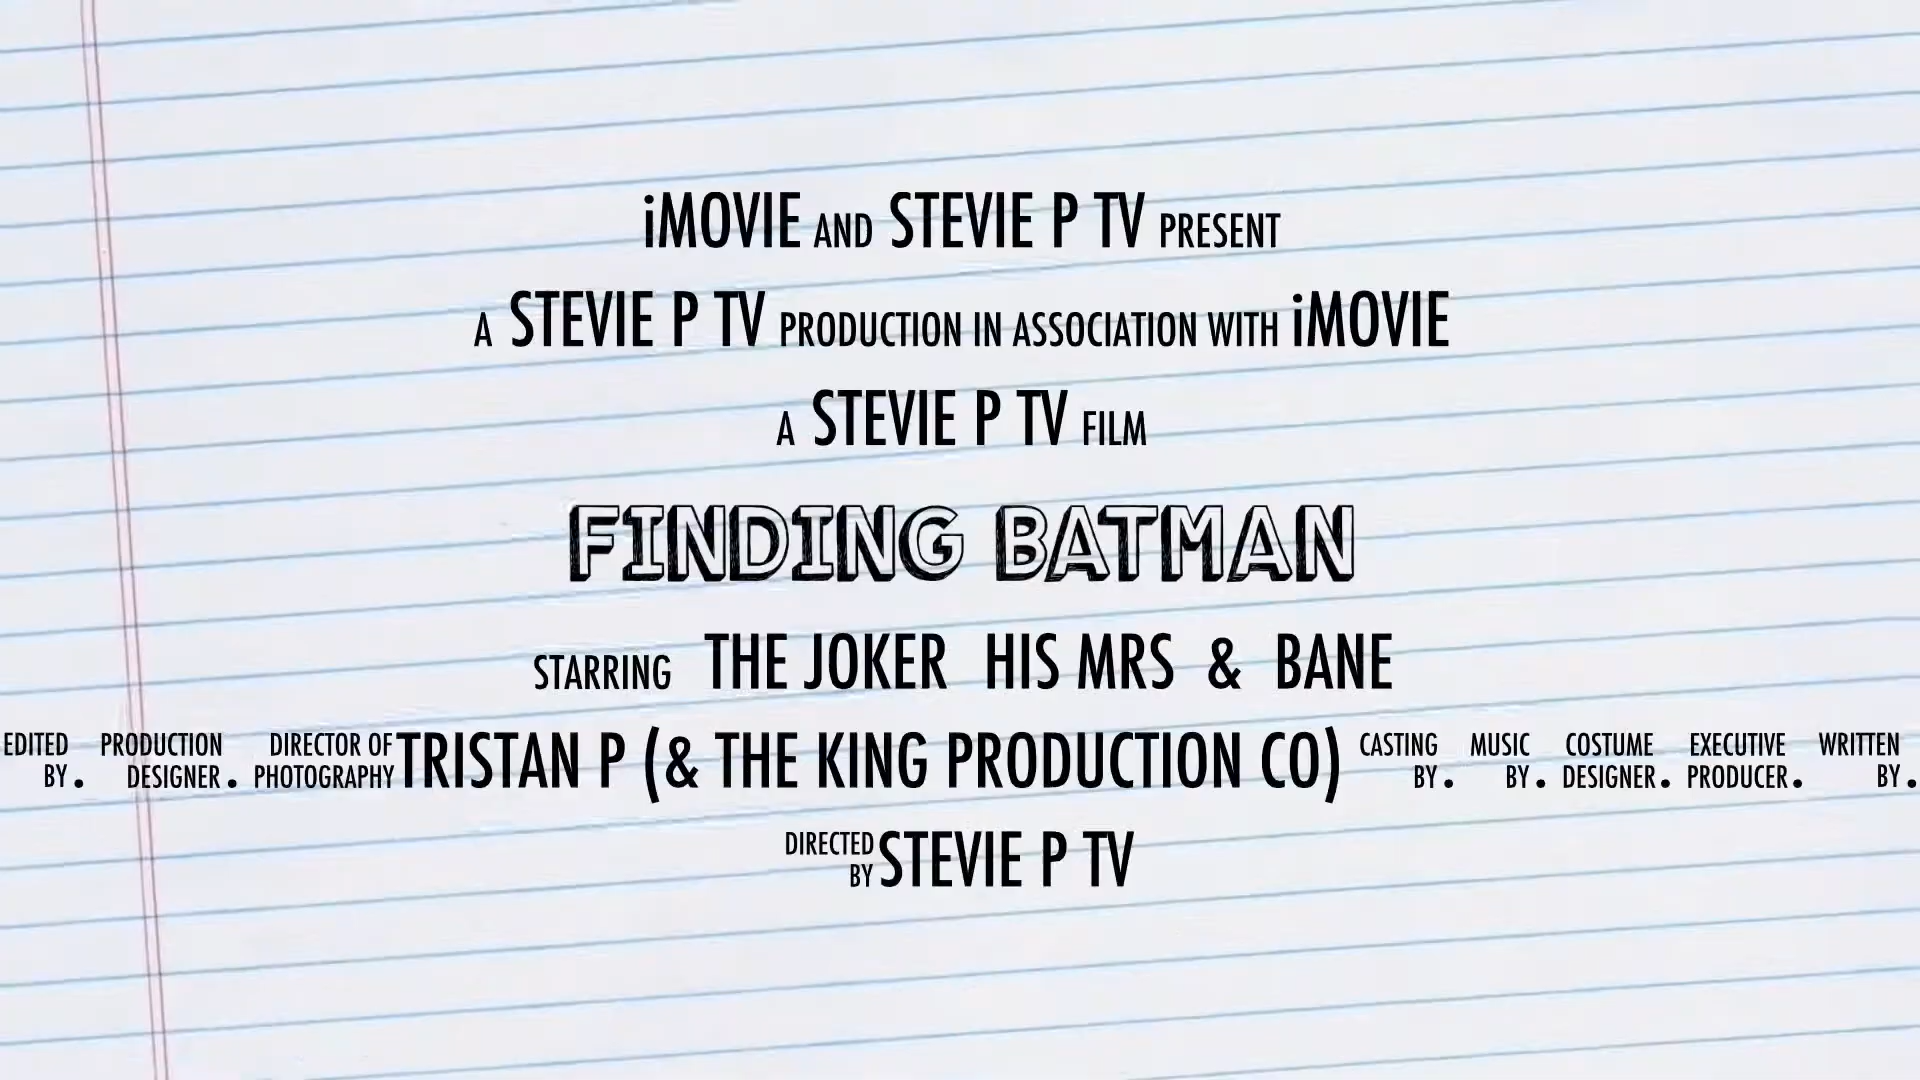 iMOVIE AND STEVIE P TV PRESENT
A STEVIE P TV PRODUCTION IN ASSOCIATION WITH iMOVIE
A STEVIE P TV FILM
FINDING BATMAN
STARRING THE JOKER HIS MRS & BANE
EDITED BY. PRODUCTION DESIGNER. DIRECTOR OF PHOTOGRAPHY TRISTAN P (& THE KING PRODUCTION CO) CASTING BY. MUSIC BY. COSTUME DESIGNER. EXECUTIVE PRODUCER. WRITTEN BY.
DIRECTED BY STEVIE P TV